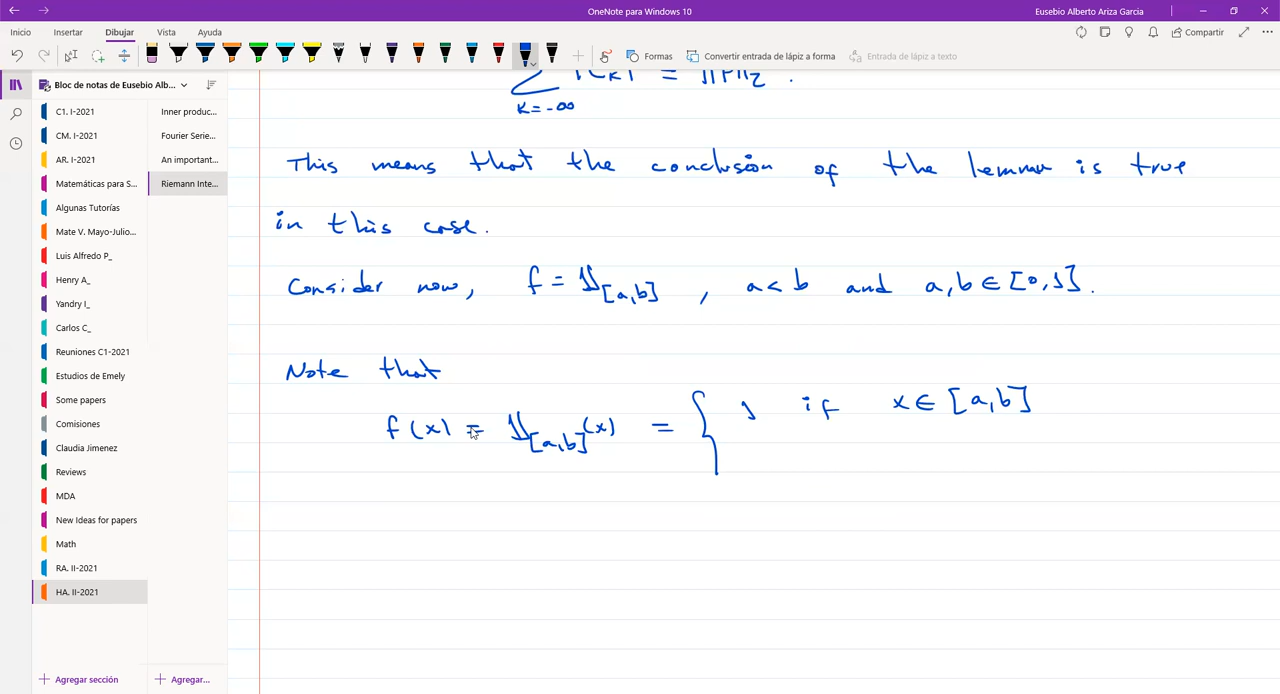 OneNote para Windows 10
Eusebio Alberto Ariza Garcia
Inicio Insertar Dibujar Vista Ayuda
Compartir
Formas Convertir entrada de lápiz a forma Entrada de lápiz a texto
Bloc de notas de Eusebio Alb...
C1. I-2021
CM. I-2021
AR. I-2021
Matemáticas para S...
Algunas Tutorías
Mate V. Mayo-Julio...
Luis Alfredo P_
Henry A_
Yandry I_
Carlos C_
Reuniones C1-2021
Estudios de Emely
Some papers
Comisiones
Claudia Jimenez
Reviews
MDA
New Ideas for papers
Math
RA. II-2021
HA. II-2021
Agregar sección
Inner produc...
Fourier Serie...
An important...
Riemann Inte...
Agregar...
K = -∞
This means that the conclusion of the lemma is true
in this case.
Consider now, f = 𝟙[a,b] , a < b and a, b ∈ [0,1].
Note that
f(x) = 𝟙[a,b](x) = { 1 if x ∈ [a,b]